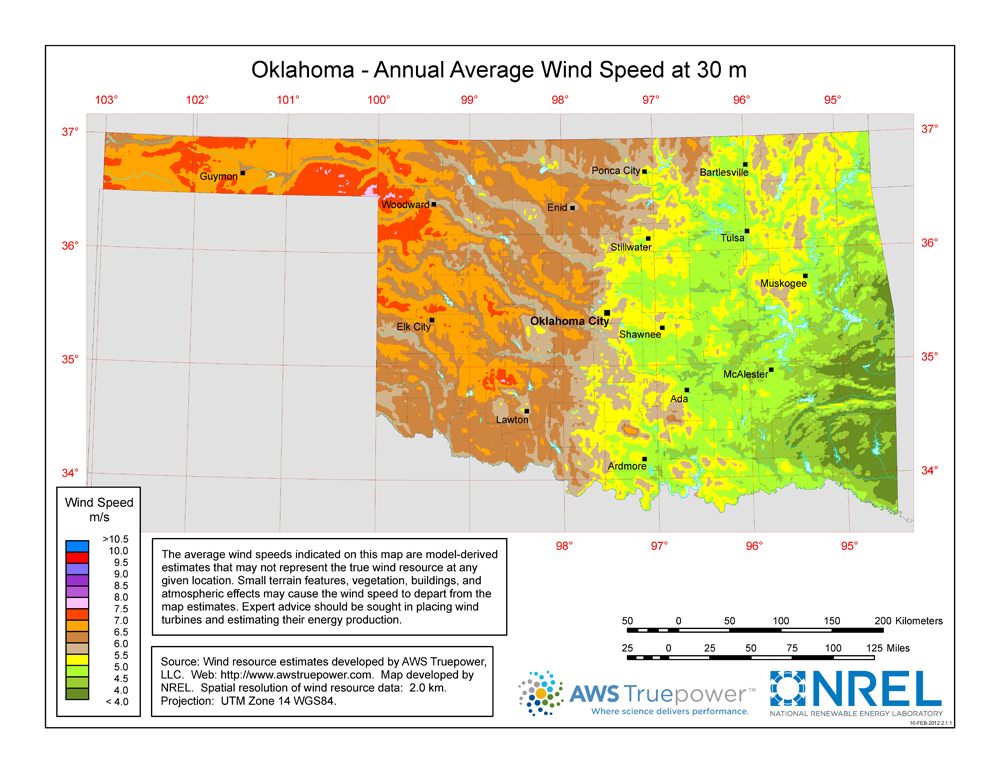 Oklahoma - Annual Average Wind Speed at 30 m
103° 102° 101° 100° 99° 98° 97° 96° 95°
37° 37°
Ponca City Bartlesville
Guymon
Woodward Enid
Tulsa
36° 36°
Stillwater
Muskogee
Oklahoma City
Elk City Shawnee
35° 35°
McAlester
Ada
Lawton
Ardmore
34° 34°
98° 97° 96° 95°
Wind Speed
m/s
>10.5
10.0
9.5
9.0
8.5
8.0
7.5
7.0
6.5
6.0
5.5
5.0
4.5
4.0
< 4.0
The average wind speeds indicated on this map are model-derived
estimates that may not represent the true wind resource at any
given location. Small terrain features, vegetation, buildings, and
atmospheric effects may cause the wind speed to depart from the
map estimates. Expert advice should be sought in placing wind
turbines and estimating their energy production.
Source: Wind resource estimates developed by AWS Truepower,
LLC. Web: http://www.awstruepower.com. Map developed by
NREL. Spatial resolution of wind resource data: 2.0 km.
Projection: UTM Zone 14 WGS84.
50 0 50 100 150 200 Kilometers
25 0 25 50 75 100 125 Miles
AWS Truepower™
Where science delivers performance.
NREL
NATIONAL RENEWABLE ENERGY LABORATORY
10-FEB-2012 2.1.1